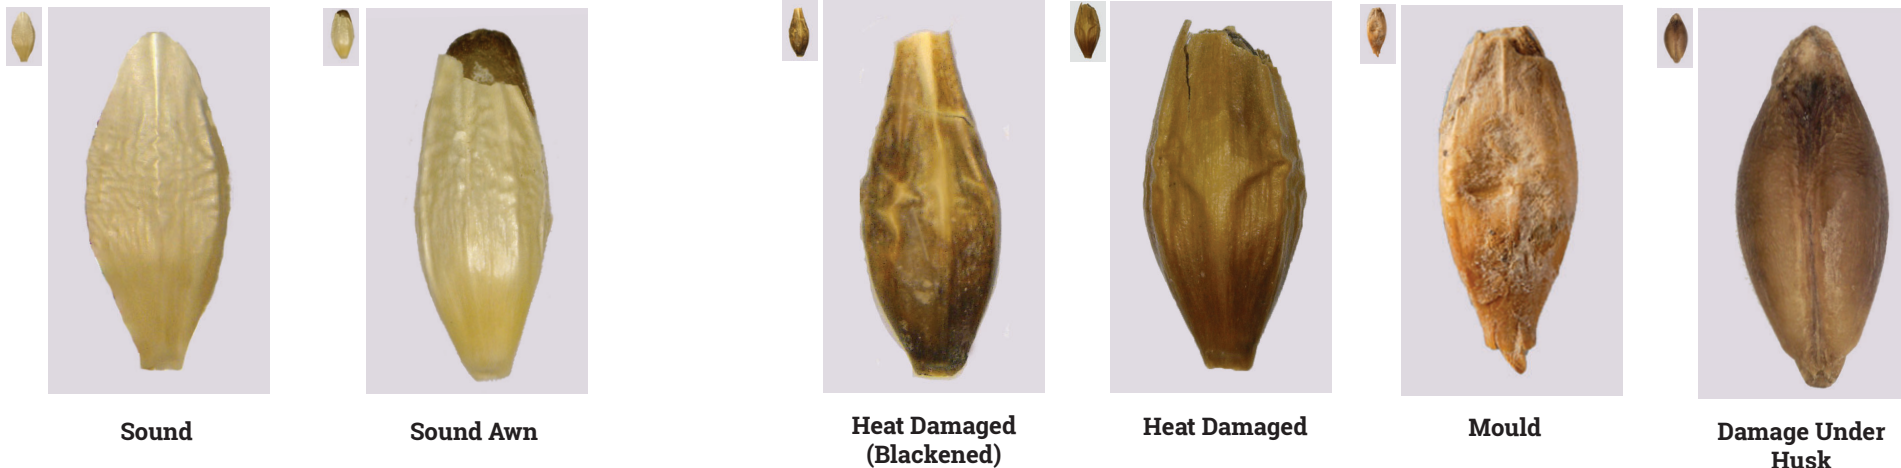 Sound
Sound Awn
Heat Damaged
(Blackened)
Heat Damaged
Mould
Damage Under
Husk